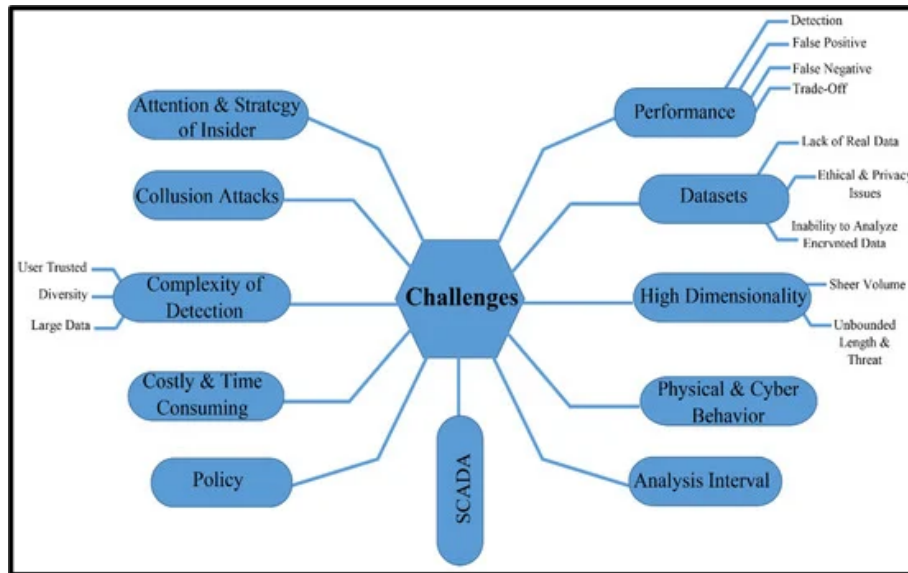 Attention & Strategy
of Insider
Collusion Attacks
User Trusted
Diversity
Large Data
Complexity of
Detection
Costly & Time
Consuming
Policy
Challenges
SCADA
Performance
Detection
False Positive
False Negative
Trade-Off
Datasets
Lack of Real Data
Ethical & Privacy
Issues
Inability to Analyze
Encrypted Data
High Dimensionality
Sheer Volume
Unbounded
Length &
Threat
Physical & Cyber
Behavior
Analysis Interval